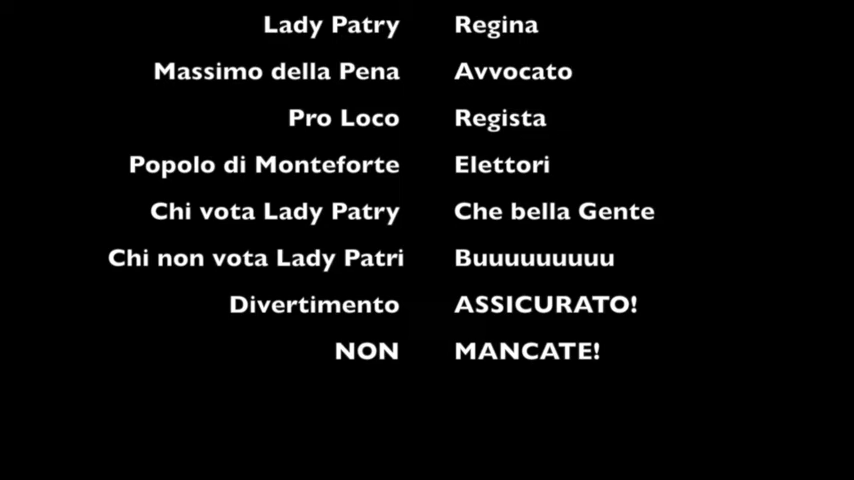 Lady Patry Regina
Massimo della Pena Avvocato
Pro Loco Regista
Popolo di Monteforte Elettori
Chi vota Lady Patry Che bella Gente
Chi non vota Lady Patri Buuuuuuuuu
Divertimento ASSICURATO!
NON MANCATE!